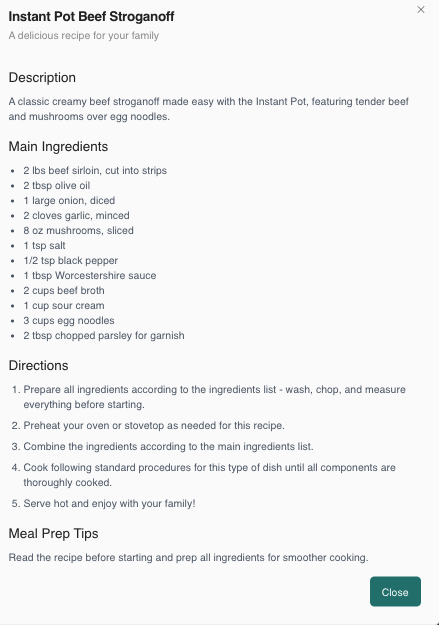 Instant Pot Beef Stroganoff
×
A delicious recipe for your family
Description
A classic creamy beef stroganoff made easy with the Instant Pot, featuring tender beef
and mushrooms over egg noodles.
Main Ingredients
• 2 lbs beef sirloin, cut into strips
• 2 tbsp olive oil
• 1 large onion, diced
• 2 cloves garlic, minced
• 8 oz mushrooms, sliced
• 1 tsp salt
• 1/2 tsp black pepper
• 1 tbsp Worcestershire sauce
• 2 cups beef broth
• 1 cup sour cream
• 3 cups egg noodles
• 2 tbsp chopped parsley for garnish
Directions
1. Prepare all ingredients according to the ingredients list - wash, chop, and measure
everything before starting.
2. Preheat your oven or stovetop as needed for this recipe.
3. Combine the ingredients according to the main ingredients list.
4. Cook following standard procedures for this type of dish until all components are
thoroughly cooked.
5. Serve hot and enjoy with your family!
Meal Prep Tips
Read the recipe before starting and prep all ingredients for smoother cooking.
Close